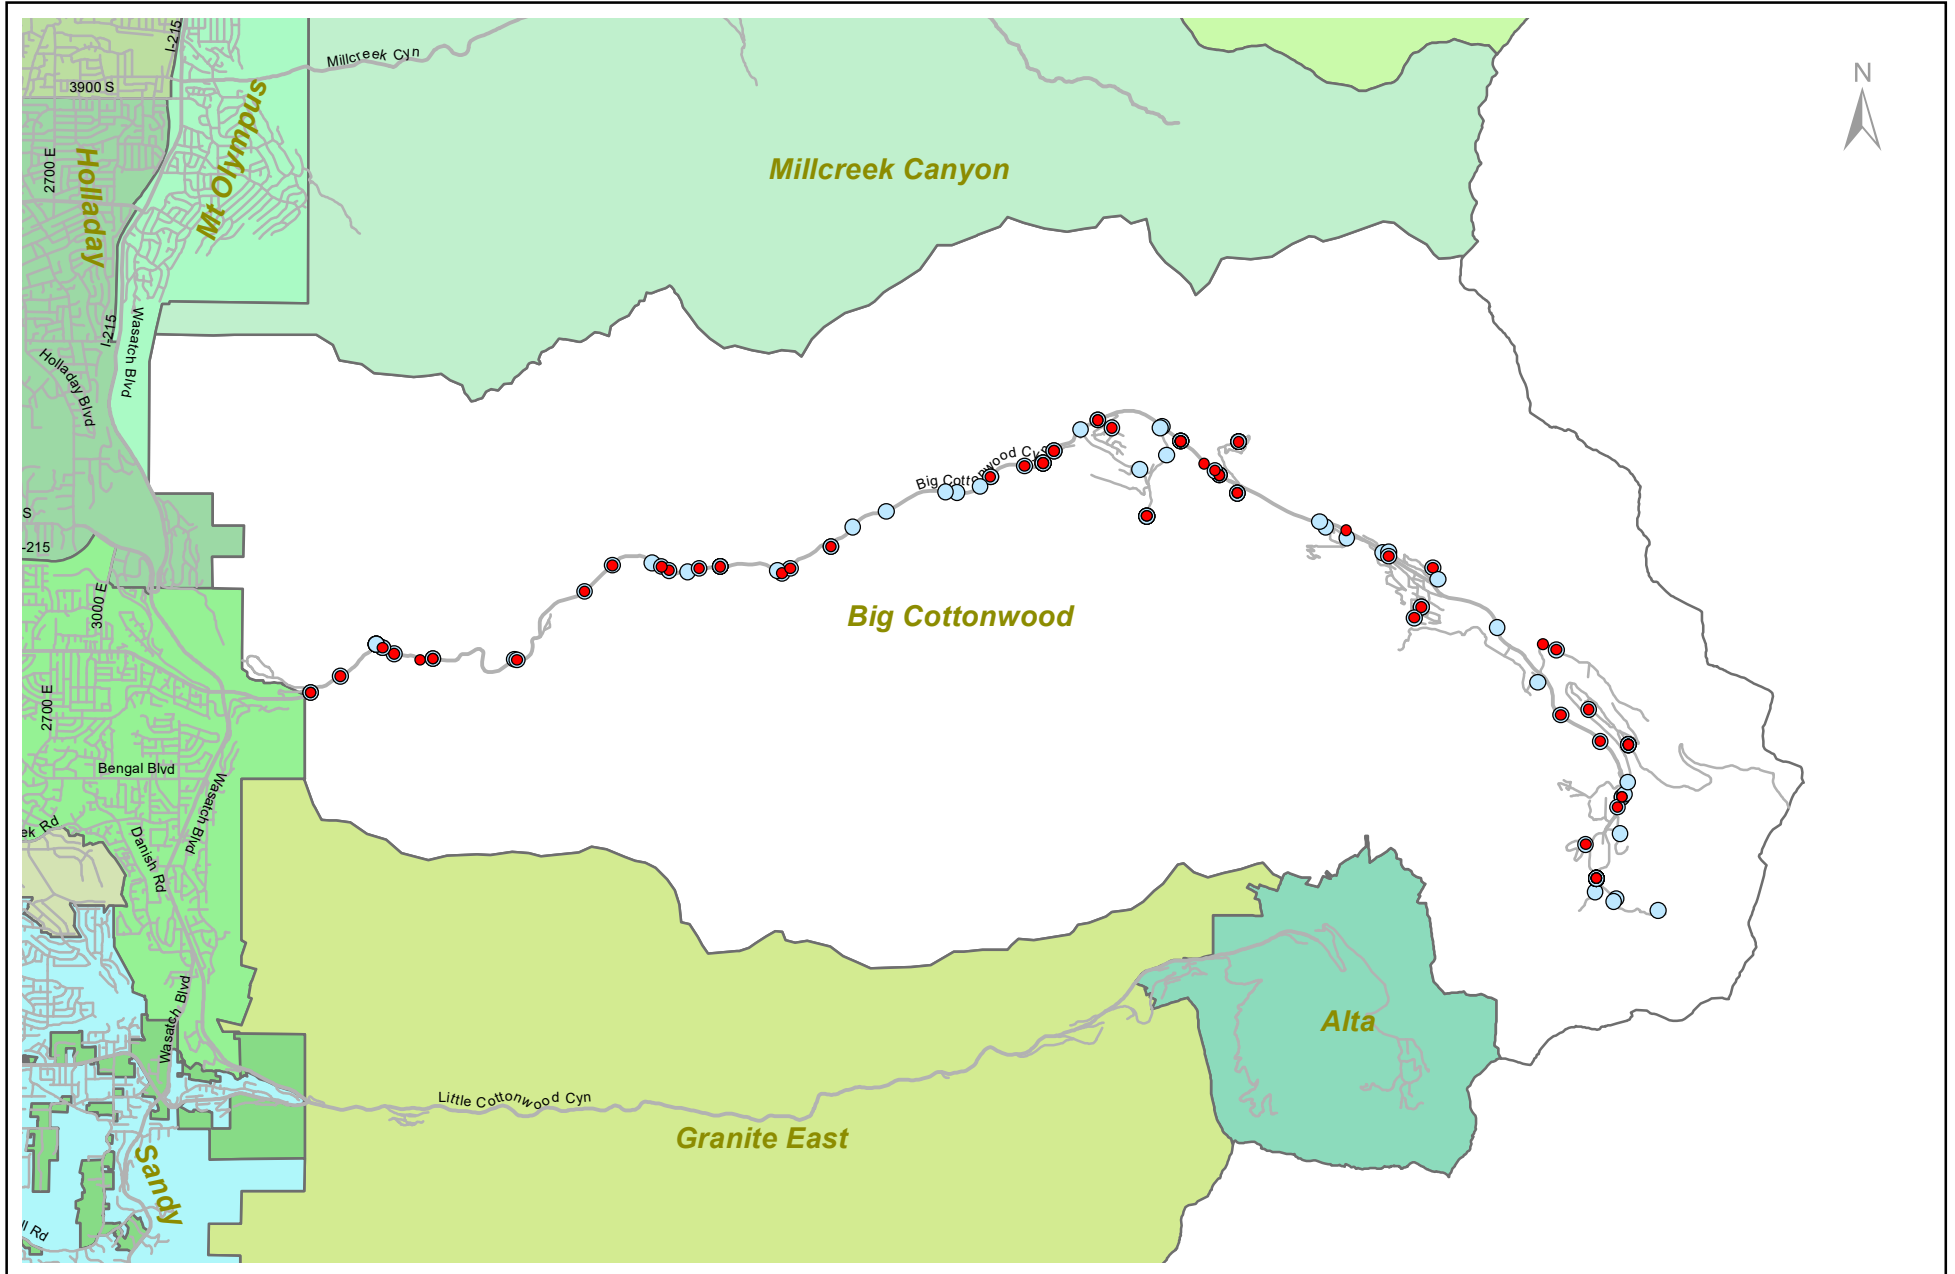 I-215
Millcreek Cyn
N
3900 S
Mt Olympus
Holladay
2700 E
Millcreek Canyon
I-215
Wasatch Blvd
Holladay Blvd
Big Cottonwood Cyn
S
-215
3000 E
Big Cottonwood
2700 E
Bengal Blvd
Wasatch Blvd
ek Rd
Danish Rd
Wasatch Blvd
Alta
Little Cottonwood Cyn
Granite East
Sandy
ll Rd